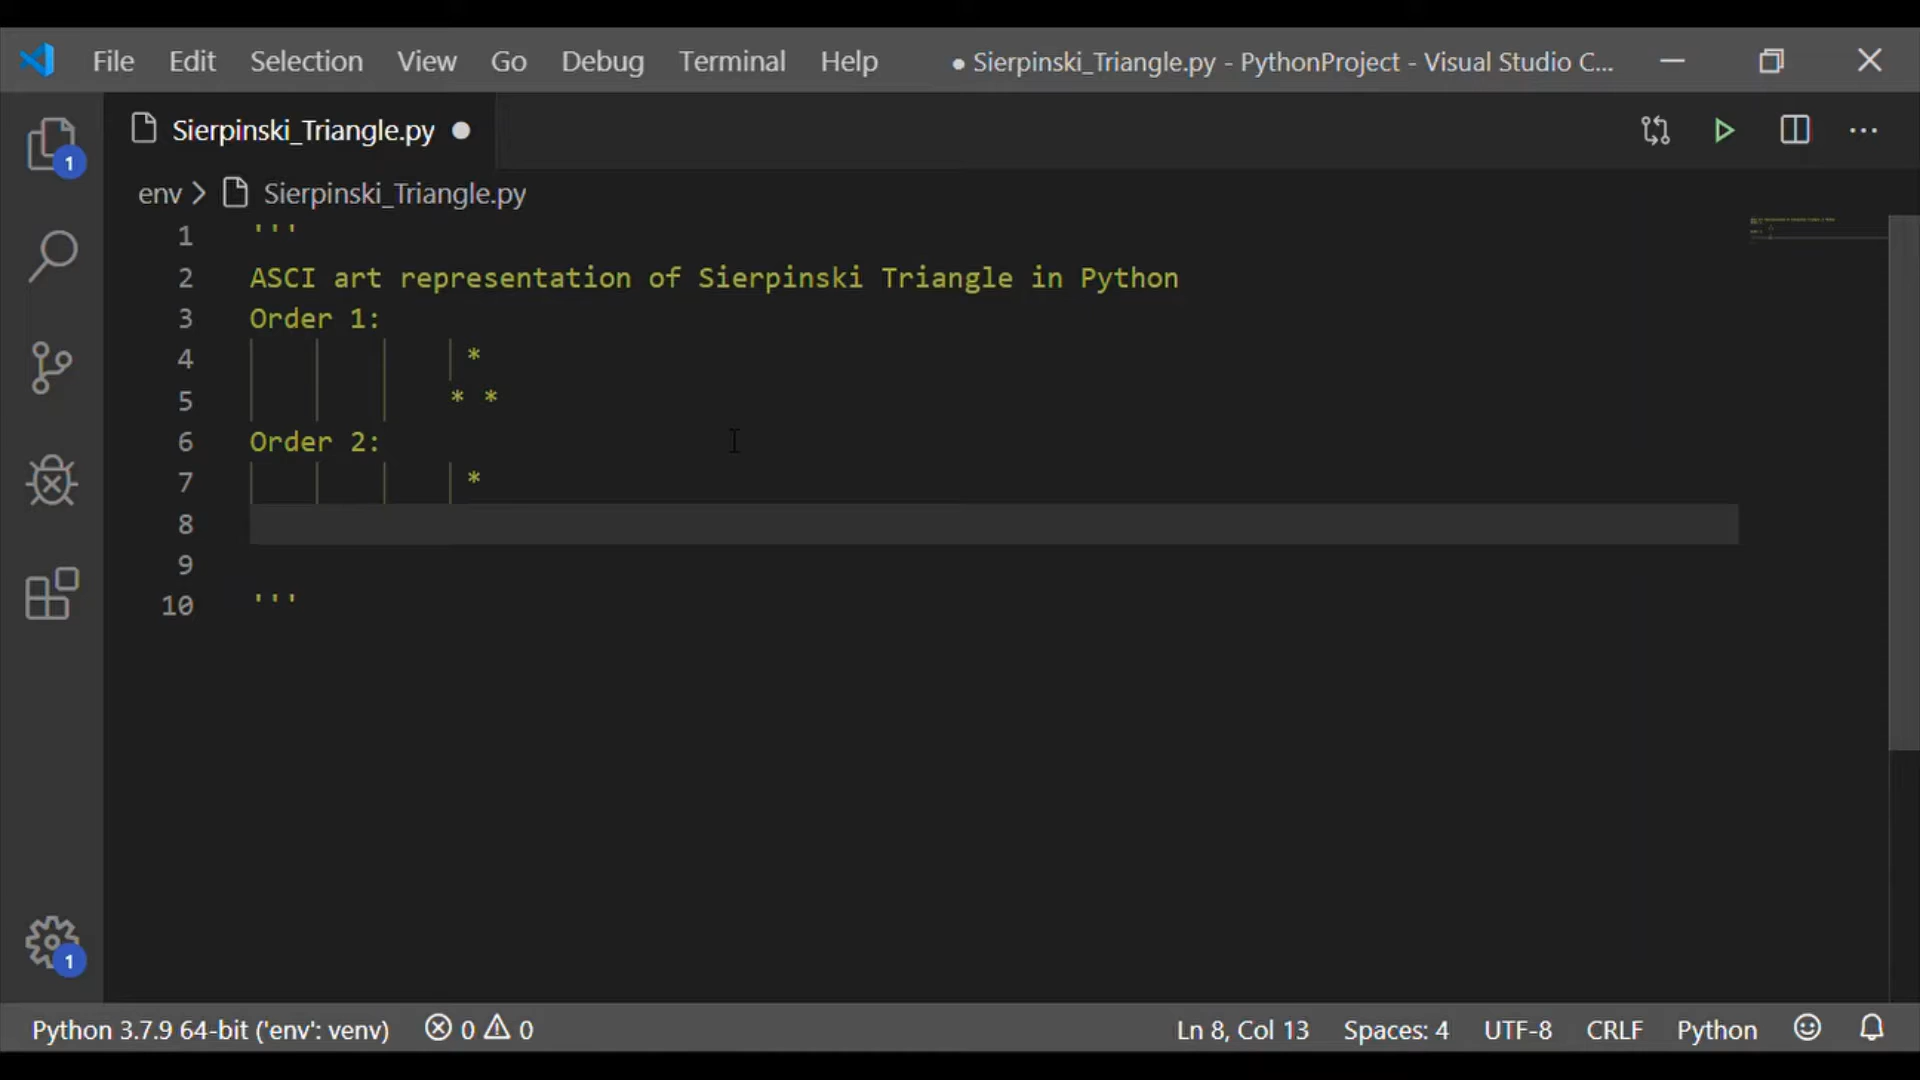 File Edit Selection View Go Debug Terminal Help ● Sierpinski_Triangle.py - PythonProject - Visual Studio C...
Sierpinski_Triangle.py
1
env > Sierpinski_Triangle.py
1 '''
2 ASCI art representation of Sierpinski Triangle in Python
3 Order 1:
4 *
5 * *
6 Order 2:
7 *
8
9
10 '''
1
Python 3.7.9 64-bit ('env': venv) 0 0 Ln 8, Col 13 Spaces: 4 UTF-8 CRLF Python